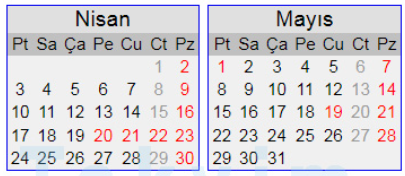 Nisan
Pt Sa Ça Pe Cu Ct Pz
1 2
3 4 5 6 7 8 9
10 11 12 13 14 15 16
17 18 19 20 21 22 23
24 25 26 27 28 29 30
Mayıs
Pt Sa Ça Pe Cu Ct Pz
1 2 3 4 5 6 7
8 9 10 11 12 13 14
15 16 17 18 19 20 21
22 23 24 25 26 27 28
29 30 31